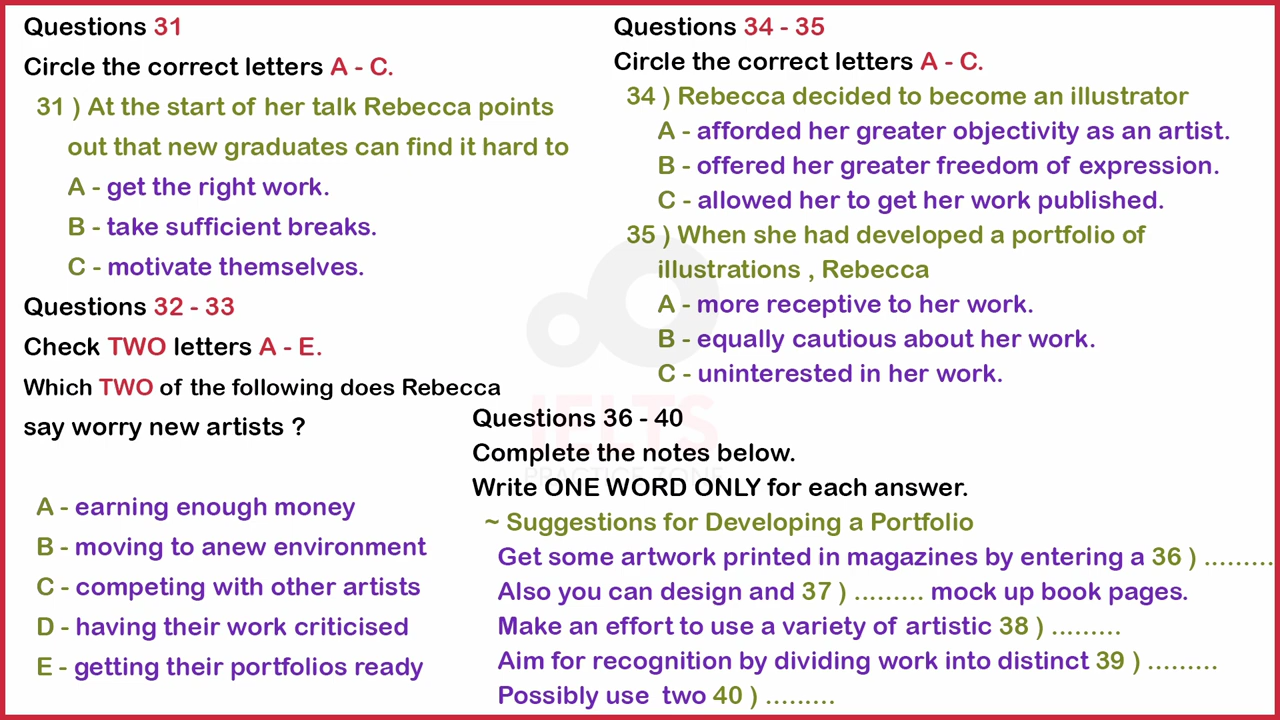 Questions 31
Circle the correct letters A - C.
31 ) At the start of her talk Rebecca points
out that new graduates can find it hard to
A - get the right work.
B - take sufficient breaks.
C - motivate themselves.
Questions 32 - 33
Check TWO letters A - E.
Which TWO of the following does Rebecca
say worry new artists ?
A - earning enough money
B - moving to anew environment
C - competing with other artists
D - having their work criticised
E - getting their portfolios ready
Questions 34 - 35
Circle the correct letters A - C.
34 ) Rebecca decided to become an illustrator
A - afforded her greater objectivity as an artist.
B - offered her greater freedom of expression.
C - allowed her to get her work published.
35 ) When she had developed a portfolio of
illustrations , Rebecca
A - more receptive to her work.
B - equally cautious about her work.
C - uninterested in her work.
Questions 36 - 40
Complete the notes below.
Write ONE WORD ONLY for each answer.
~ Suggestions for Developing a Portfolio
Get some artwork printed in magazines by entering a 36 ) .........
Also you can design and 37 ) ......... mock up book pages.
Make an effort to use a variety of artistic 38 ) .........
Aim for recognition by dividing work into distinct 39 ) .........
Possibly use two 40 ) .........
IELTS
PRACTICE ZONE